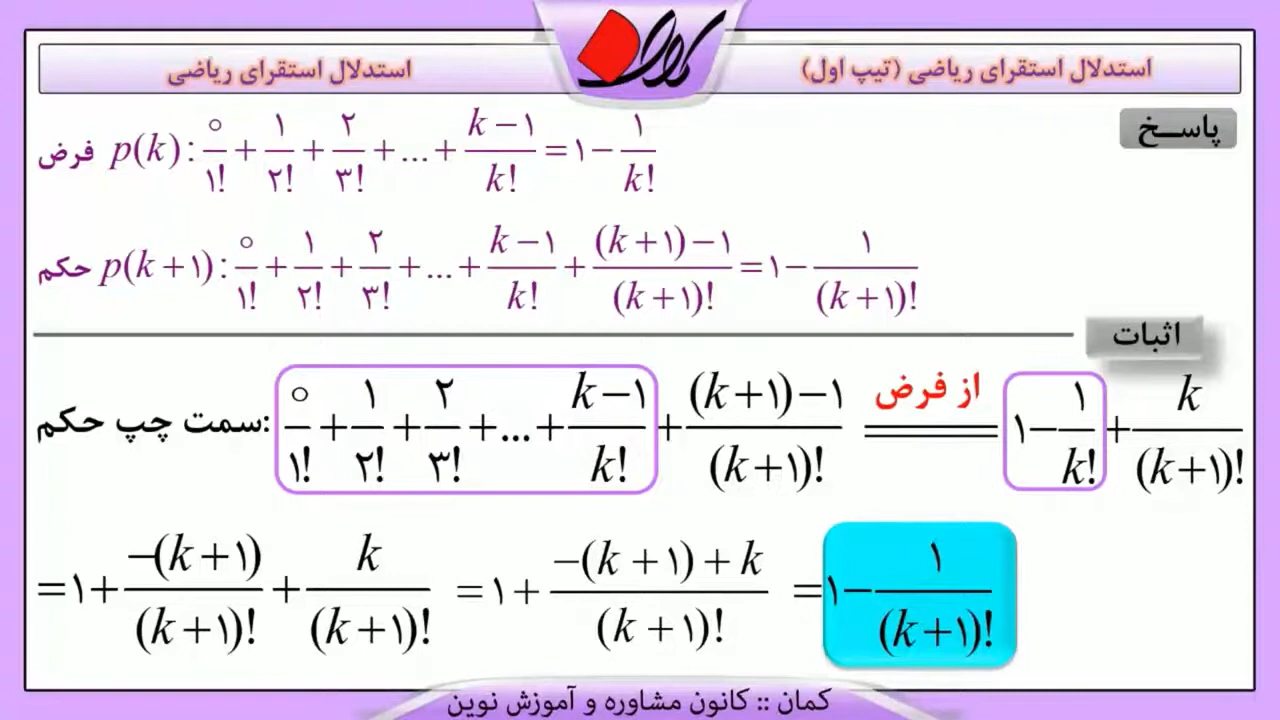 استدلال استقرای ریاضی (تیپ اول)
کمان
استدلال استقرای ریاضی
پاسـخ
فرض p(k): ۰/۱! + ۱/۲! + ۲/۳! + ... + (k−۱)/k! = ۱ − ۱/k!
حکم p(k+۱): ۰/۱! + ۱/۲! + ۲/۳! + ... + (k−۱)/k! + ((k+۱)−۱)/(k+۱)! = ۱ − ۱/(k+۱)!
اثبات
سمت چپ حکم: ۰/۱! + ۱/۲! + ۲/۳! + ... + (k−۱)/k! + ((k+۱)−۱)/(k+۱)! = از فرض ۱ − ۱/k! + k/(k+۱)!
= ۱ + −(k+۱)/(k+۱)! + k/(k+۱)! = ۱ + (−(k+۱)+k)/(k+۱)! = ۱ − ۱/(k+۱)!
کمان :: کانون مشاوره و آموزش نوین